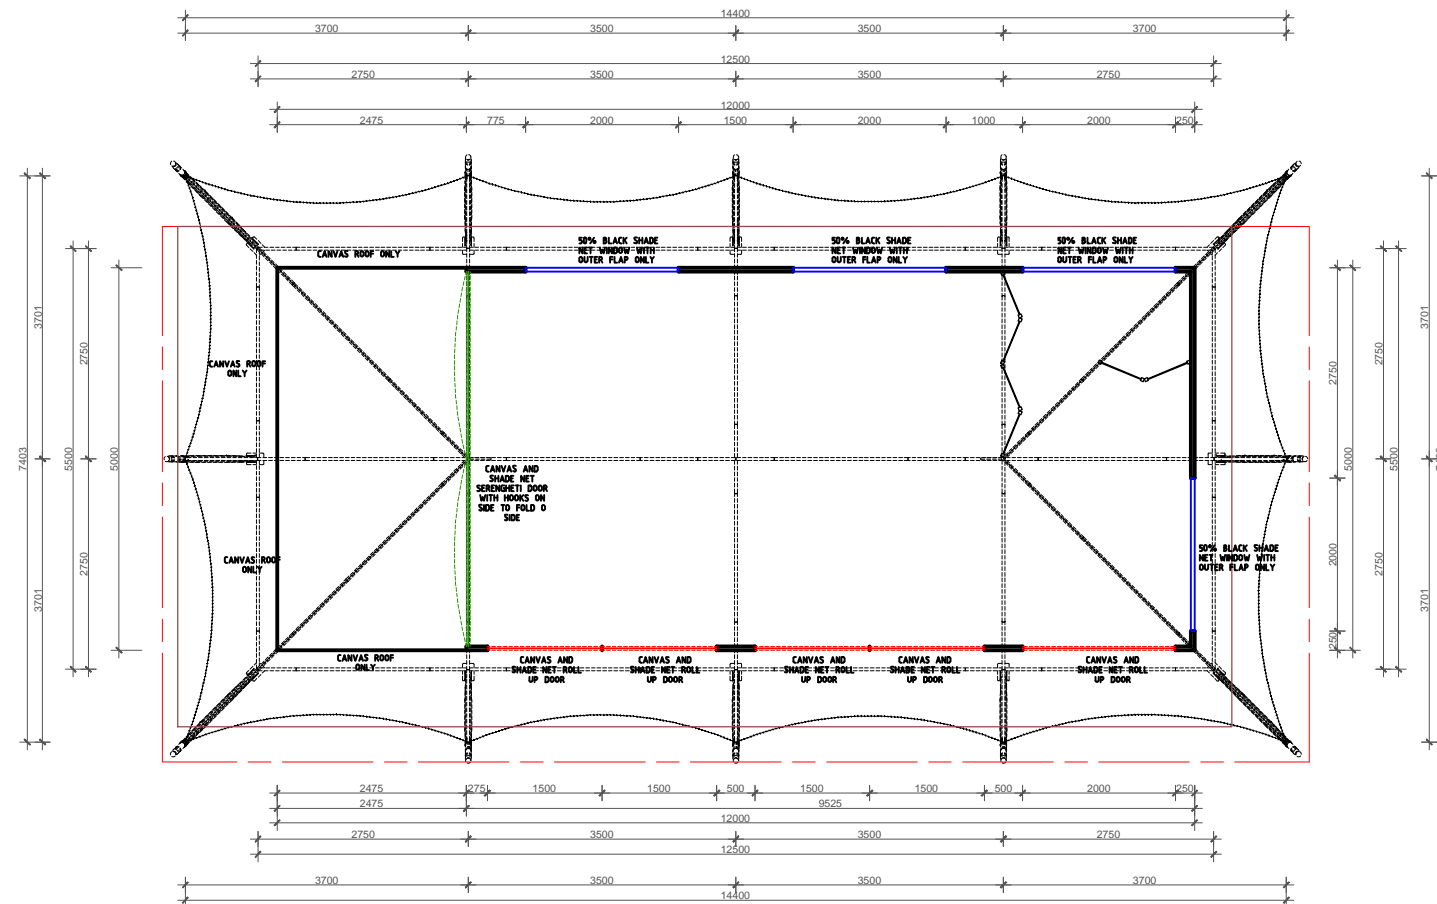 14400
3700 3500 3500 3700
12500
2750 3500 3500 2750
12000
2475 775 2000 1500 2000 1000 2000 250
CANVAS ROOF ONLY
50% BLACK SHADE
NET WINDOW WITH
OUTER FLAP ONLY
50% BLACK SHADE
NET WINDOW WITH
OUTER FLAP ONLY
50% BLACK SHADE
NET WINDOW WITH
OUTER FLAP ONLY
3701
2750
7403
5500
5000
2750
3701
CANVAS ROOF
ONLY
CANVAS ROOF
ONLY
CANVAS AND
SHADE NET
SERENGHETI DOOR
WITH HOOKS ON
SIDE TO FOLD O
SIDE
50% BLACK SHADE
NET WINDOW WITH
OUTER FLAP ONLY
2750
2750
3701
5000
5500
2000
2750
3701
250
CANVAS ROOF
ONLY
CANVAS AND
SHADE NET ROLL
UP DOOR
CANVAS AND
SHADE NET ROLL
UP DOOR
CANVAS AND
SHADE NET ROLL
UP DOOR
CANVAS AND
SHADE NET ROLL
UP DOOR
CANVAS AND
SHADE NET ROLL
UP DOOR
2475 275 1500 1500 500 1500 1500 500 2000 250
2475 9525
12000
2750 3500 3500 2750
12500
3700 3500 3500 3700
14400